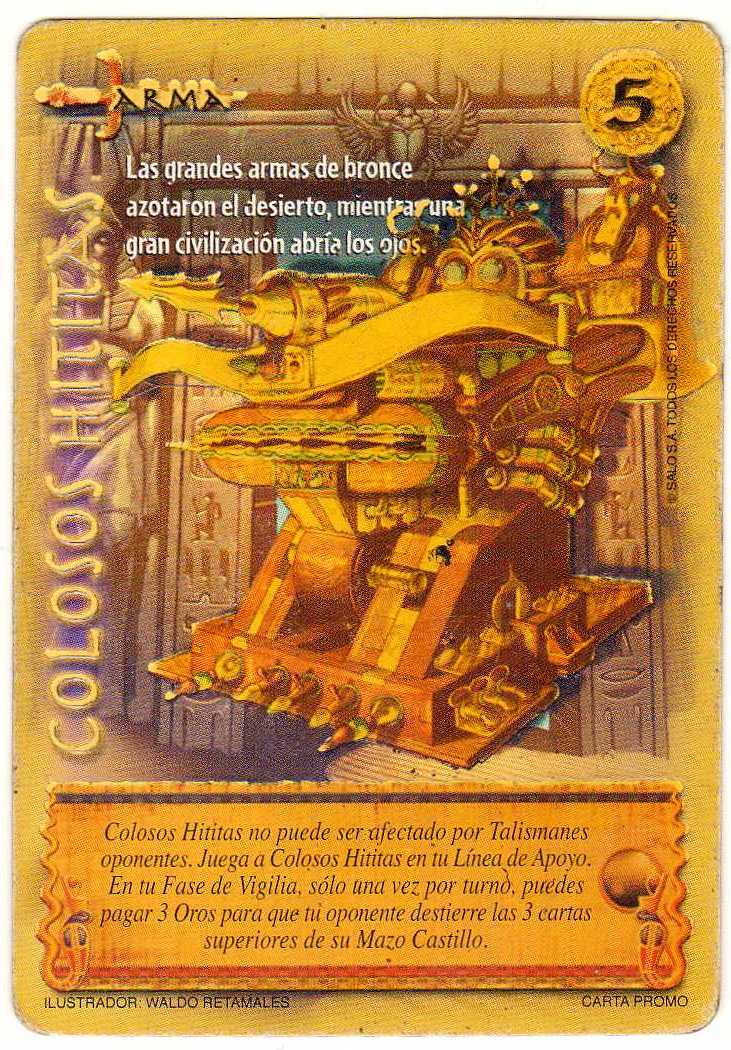 ARMA
5
Las grandes armas de bronce
azotaron el desierto, mientras una
gran civilización abría los ojos.
COLOSOS HITITAS
© SALO S.A. TODOS LOS DERECHOS RESERVADOS
Colosos Hititas no puede ser afectado por Talismanes
oponentes. Juega a Colosos Hititas en tu Línea de Apoyo.
En tu Fase de Vigilia, sólo una vez por turno, puedes
pagar 3 Oros para que tu oponente destierre las 3 cartas
superiores de su Mazo Castillo.
ILUSTRADOR: WALDO RETAMALES
CARTA PROMO